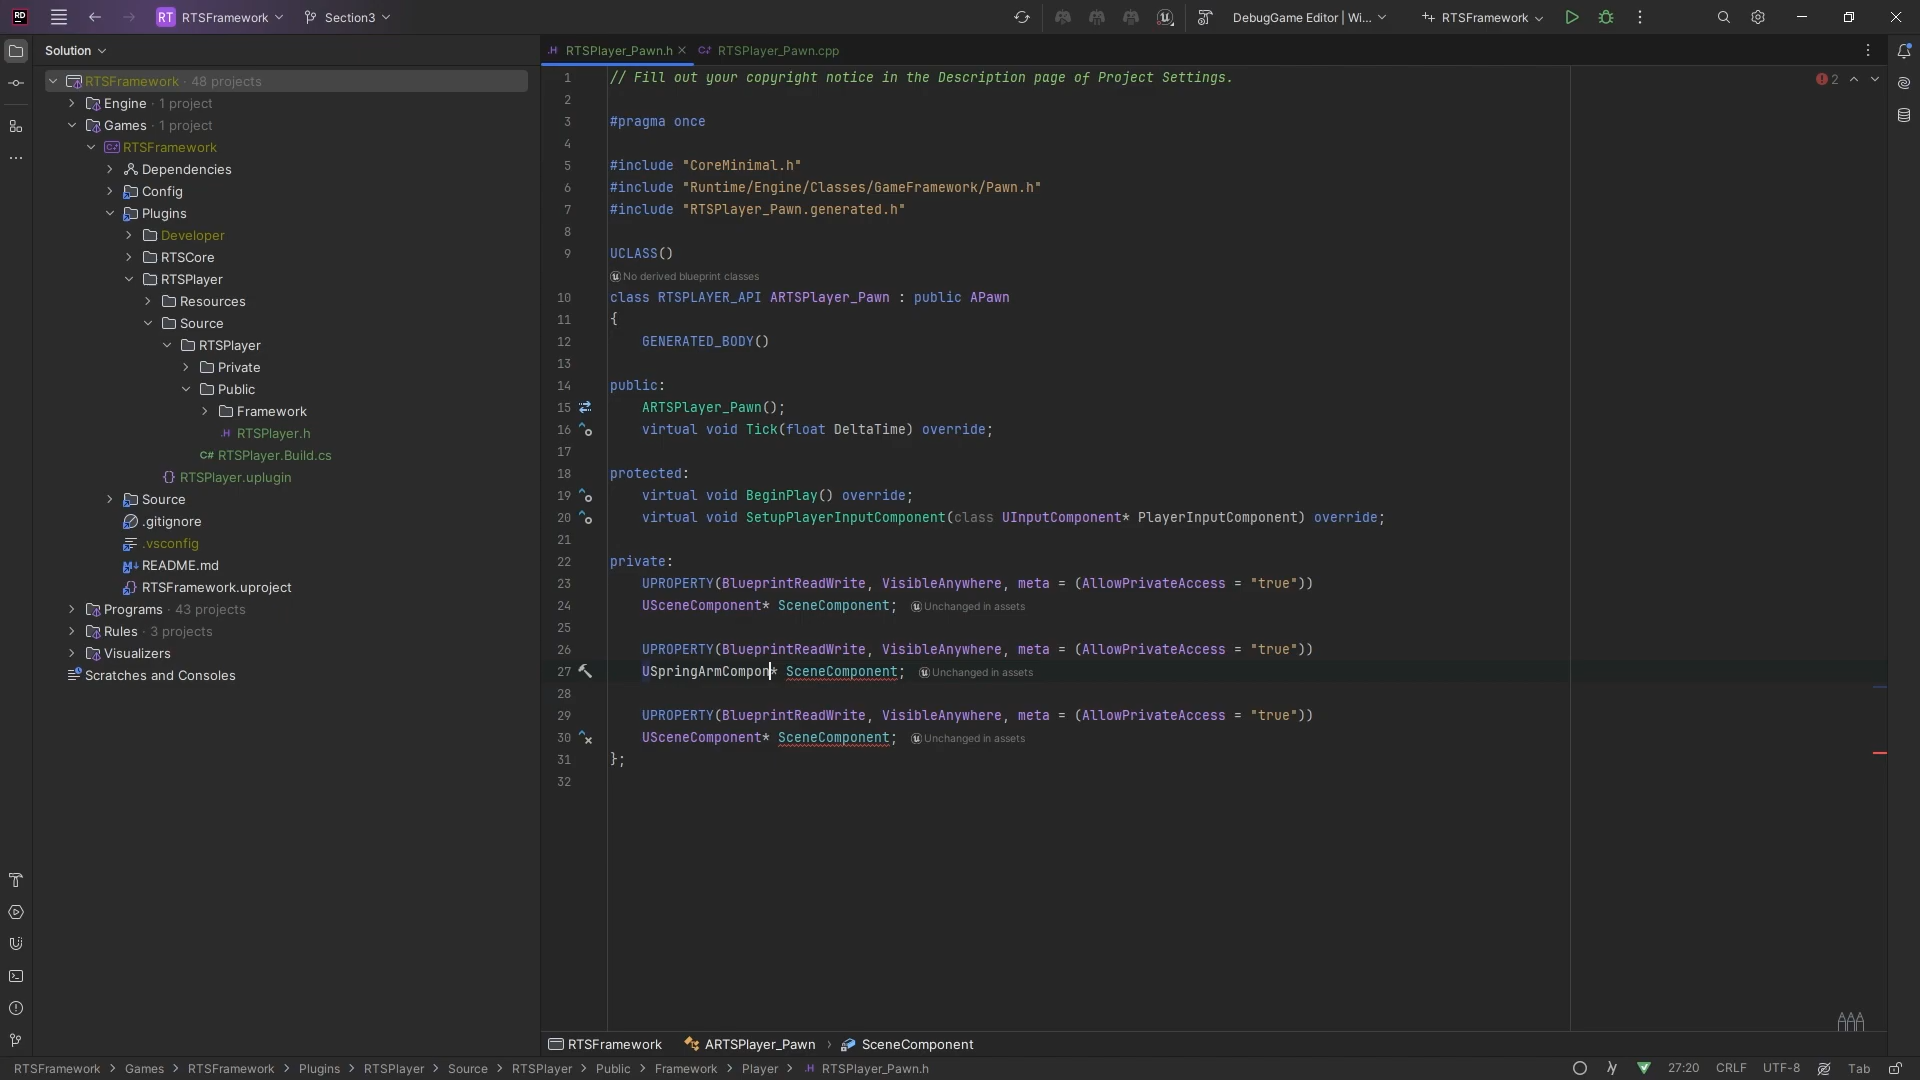 RD
RT RTSFramework
Section3
DebugGame Editor | Wi...
RTSFramework
Solution
RTSPlayer_Pawn.h
RTSPlayer_Pawn.cpp
RTSFramework · 48 projects
Engine · 1 project
Games · 1 project
RTSFramework
Dependencies
Config
Plugins
Developer
RTSCore
RTSPlayer
Resources
Source
RTSPlayer
Private
Public
Framework
.H RTSPlayer.h
C# RTSPlayer.Build.cs
{} RTSPlayer.uplugin
Source
.gitignore
.vsconfig
M↓ README.md
RTSFramework.uproject
Programs · 43 projects
Rules · 3 projects
Visualizers
Scratches and Consoles
2
1 // Fill out your copyright notice in the Description page of Project Settings.
2
3 #pragma once
4
5 #include "CoreMinimal.h"
6 #include "Runtime/Engine/Classes/GameFramework/Pawn.h"
7 #include "RTSPlayer_Pawn.generated.h"
8
9 UCLASS()
No derived blueprint classes
10 class RTSPLAYER_API ARTSPlayer_Pawn : public APawn
11 {
12 GENERATED_BODY()
13
14 public:
15 ARTSPlayer_Pawn();
16 virtual void Tick(float DeltaTime) override;
17
18 protected:
19 virtual void BeginPlay() override;
20 virtual void SetupPlayerInputComponent(class UInputComponent* PlayerInputComponent) override;
21
22 private:
23 UPROPERTY(BlueprintReadWrite, VisibleAnywhere, meta = (AllowPrivateAccess = "true"))
24 USceneComponent* SceneComponent; Unchanged in assets
25
26 UPROPERTY(BlueprintReadWrite, VisibleAnywhere, meta = (AllowPrivateAccess = "true"))
27 USpringArmCompon* SceneComponent; Unchanged in assets
28
29 UPROPERTY(BlueprintReadWrite, VisibleAnywhere, meta = (AllowPrivateAccess = "true"))
30 USceneComponent* SceneComponent; Unchanged in assets
31 };
32
RTSFramework ARTSPlayer_Pawn › SceneComponent
RTSFramework › Games › RTSFramework › Plugins › RTSPlayer › Source › RTSPlayer › Public › Framework › Player › .H RTSPlayer_Pawn.h
27:20 CRLF UTF-8 Tab